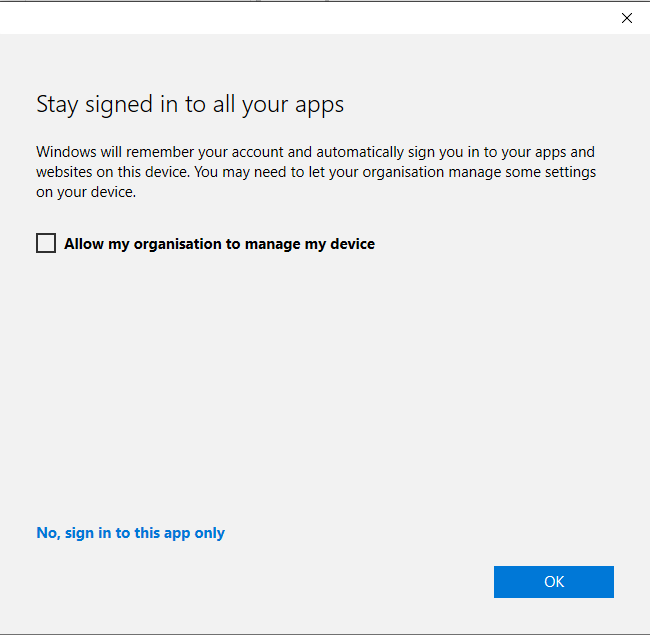 Stay signed in to all your apps
Windows will remember your account and automatically sign you in to your apps and
websites on this device. You may need to let your organisation manage some settings
on your device.
Allow my organisation to manage my device
No, sign in to this app only
OK